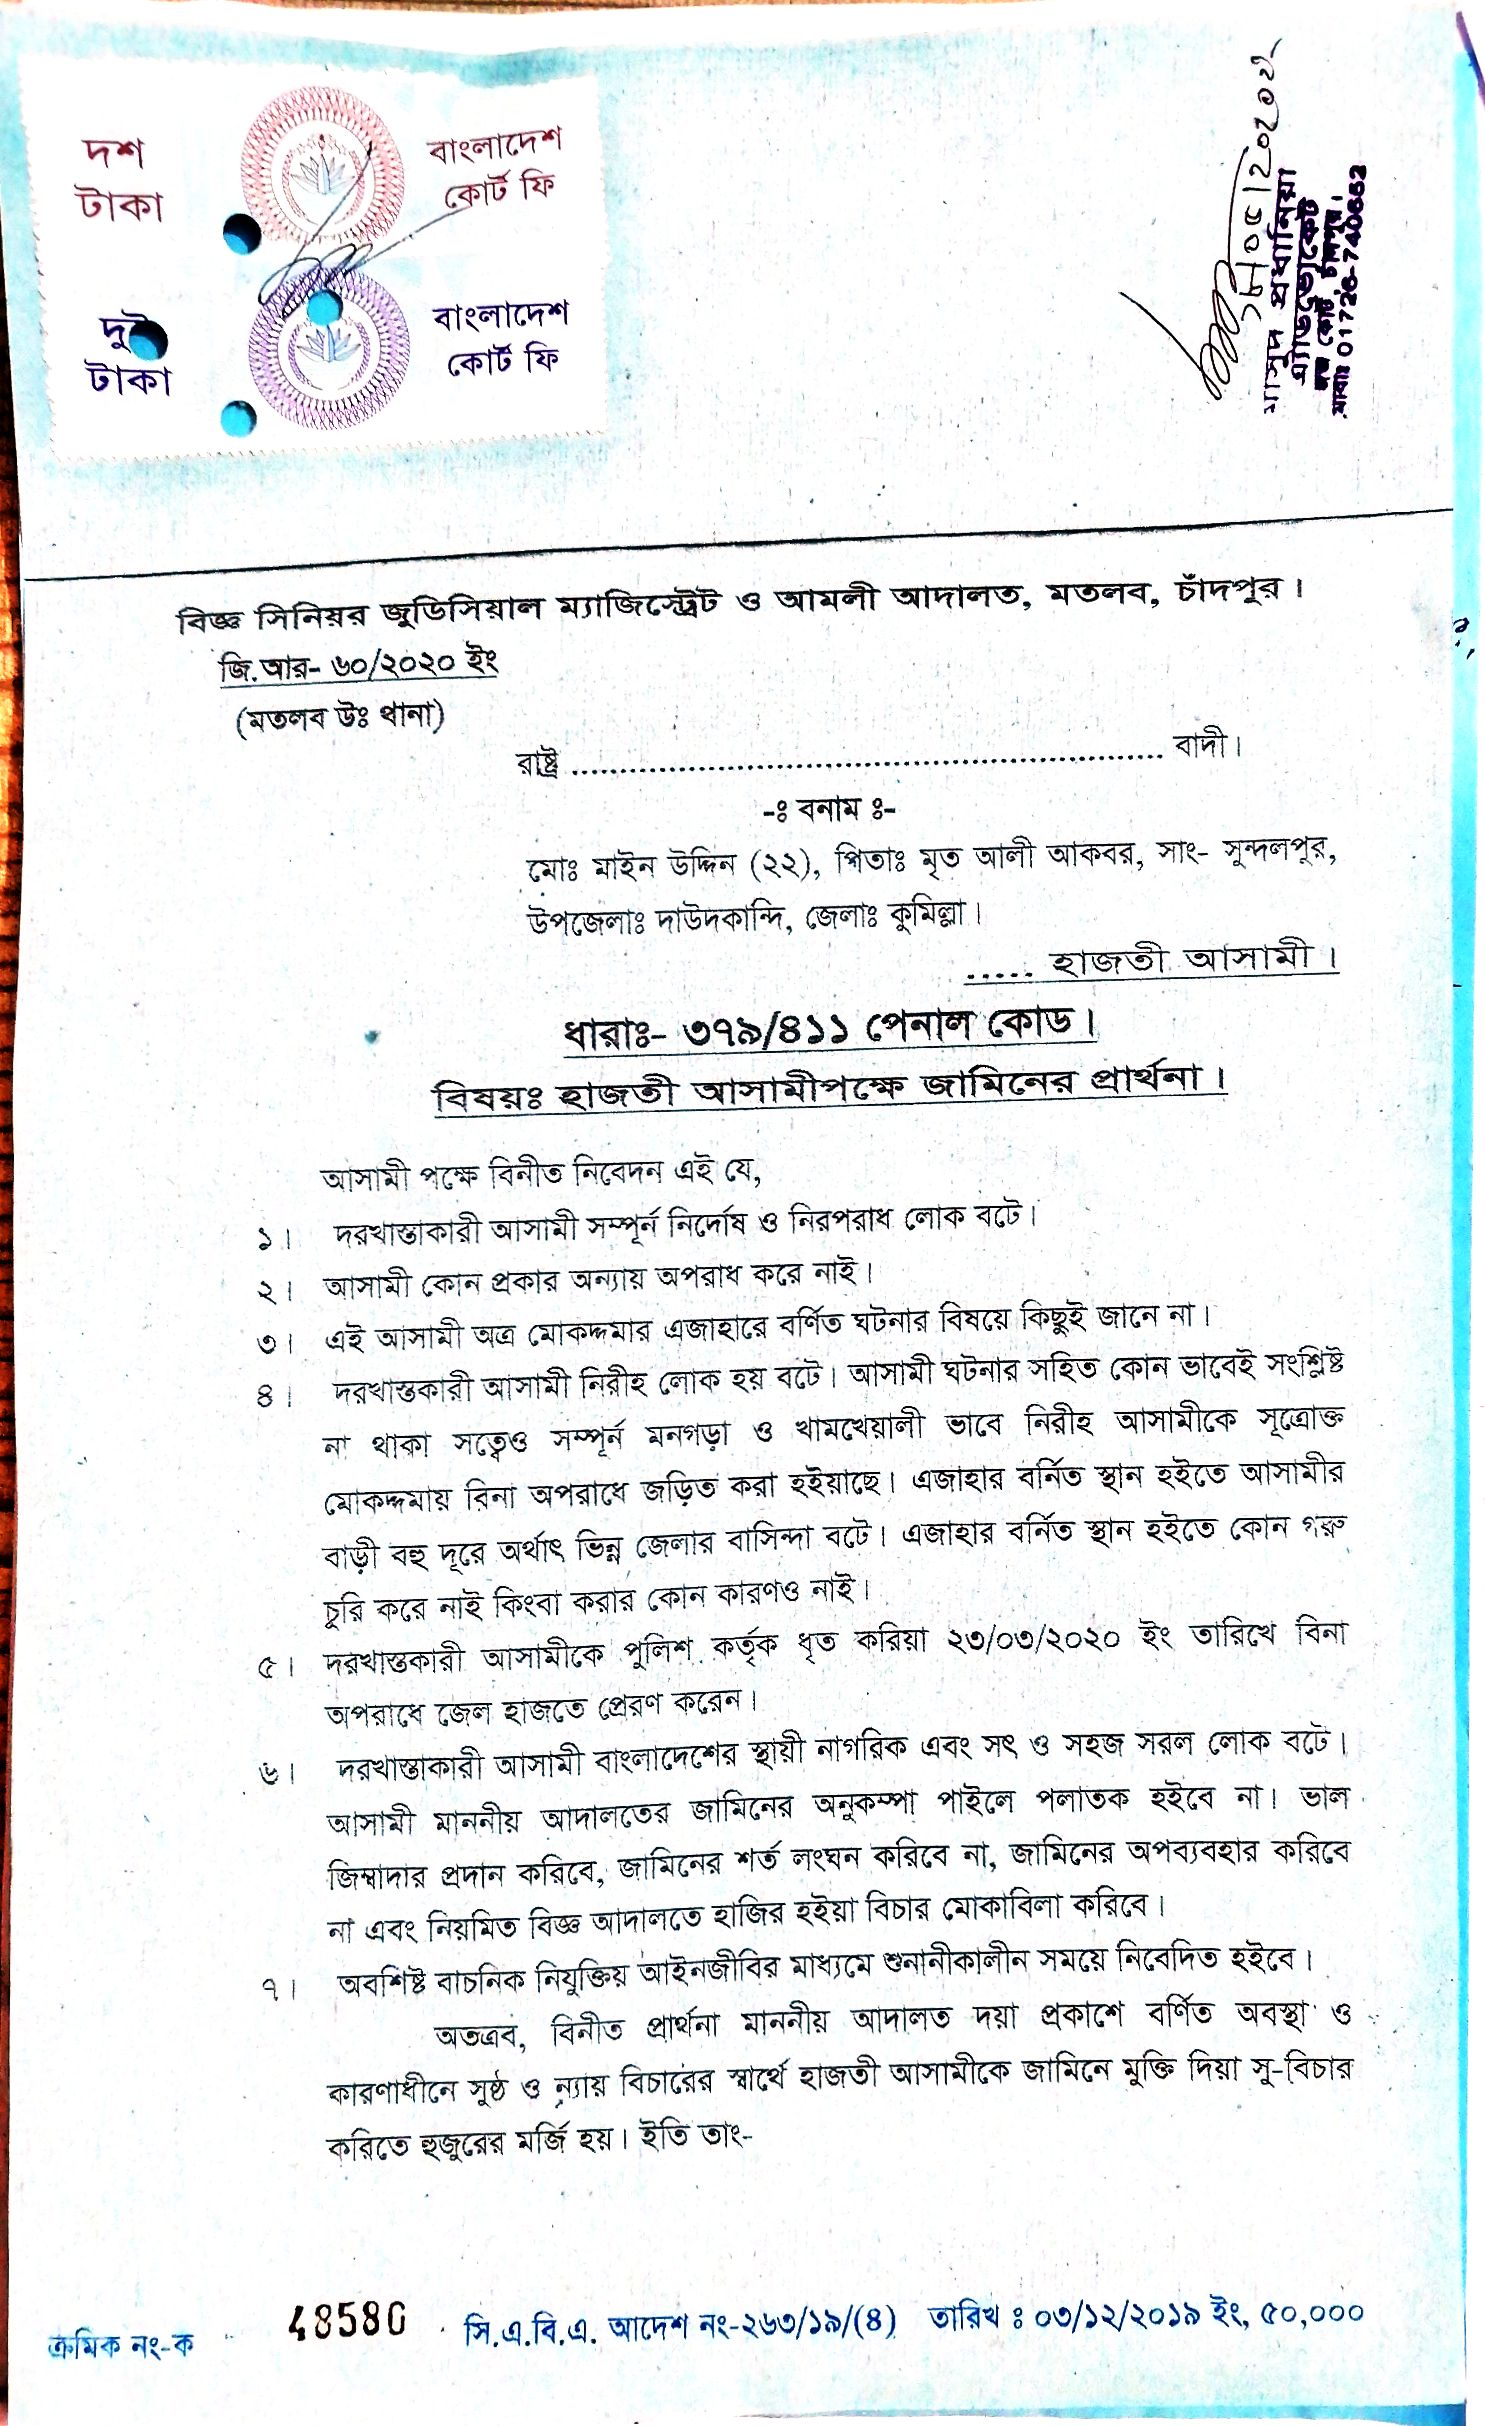 দশ
টাকা
বাংলাদেশ
কোর্ট ফি
দুই
টাকা
বাংলাদেশ
কোর্ট ফি
মাসুদ প্রধানিয়া
এ্যাডভোকেট
জজ কোর্ট, চাঁদপুর।
মোবাঃ 01726-740662
বিজ্ঞ সিনিয়র জুডিসিয়াল ম্যাজিস্ট্রেট ও আমলী আদালত, মতলব, চাঁদপুর।
জি.আর- ৬০/২০২০ ইং
(মতলব উঃ থানা)
রাষ্ট্র ............................................................ বাদী।
-ঃ বনাম ঃ-
মোঃ মাইন উদ্দিন (২২), পিতাঃ মৃত আলী আকবর, সাং- সুন্দলপুর,
উপজেলাঃ দাউদকান্দি, জেলাঃ কুমিল্লা।
..... হাজতী আসামী।
ধারাঃ- ৩৭৯/৪১১ পেনাল কোড।
বিষয়ঃ হাজতী আসামীপক্ষে জামিনের প্রার্থনা।
আসামী পক্ষে বিনীত নিবেদন এই যে,
১। দরখাস্তাকারী আসামী সম্পূর্ন নির্দোষ ও নিরপরাধ লোক বটে।
২। আসামী কোন প্রকার অন্যায় অপরাধ করে নাই।
৩। এই আসামী অত্র মোকদ্দমার এজাহারে বর্ণিত ঘটনার বিষয়ে কিছুই জানে না।
৪। দরখাস্তকারী আসামী নিরীহ লোক হয় বটে। আসামী ঘটনার সহিত কোন ভাবেই সংশ্লিষ্ট
না থাকা সত্বেও সম্পূর্ন মনগড়া ও খামখেয়ালী ভাবে নিরীহ আসামীকে সূত্রোক্ত
মোকদ্দমায় বিনা অপরাধে জড়িত করা হইয়াছে। এজাহার বর্নিত স্থান হইতে আসামীর
বাড়ী বহু দূরে অর্থাৎ ভিন্ন জেলার বাসিন্দা বটে। এজাহার বর্নিত স্থান হইতে কোন গরু
চুরি করে নাই কিংবা করার কোন কারণও নাই।
৫। দরখাস্তকারী আসামীকে পুলিশ কর্তৃক ধৃত করিয়া ২৩/০৩/২০২০ ইং তারিখে বিনা
অপরাধে জেল হাজতে প্রেরণ করেন।
৬। দরখাস্তাকারী আসামী বাংলাদেশের স্থায়ী নাগরিক এবং সৎ ও সহজ সরল লোক বটে।
আসামী মাননীয় আদালতের জামিনের অনুকম্পা পাইলে পলাতক হইবে না। ভাল
জিম্বাদার প্রদান করিবে, জামিনের শর্ত লংঘন করিবে না, জামিনের অপব্যবহার করিবে
না এবং নিয়মিত বিজ্ঞ আদালতে হাজির হইয়া বিচার মোকাবিলা করিবে।
৭। অবশিষ্ট বাচনিক নিযুক্তিয় আইনজীবির মাধ্যমে শুনানীকালীন সময়ে নিবেদিত হইবে।
অতএব, বিনীত প্রার্থনা মাননীয় আদালত দয়া প্রকাশে বর্ণিত অবস্থা ও
কারণাধীনে সুষ্ঠ ও ন্যায় বিচারের স্বার্থে হাজতী আসামীকে জামিনে মুক্তি দিয়া সু-বিচার
করিতে হুজুরের মর্জি হয়। ইতি তাং-
ক্রমিক নং-ক 48580 সি.এ.বি.এ. আদেশ নং-২৬৩/১৯/(৪) তারিখ ঃ ০৩/১২/২০১৯ ইং, ৫০,০০০